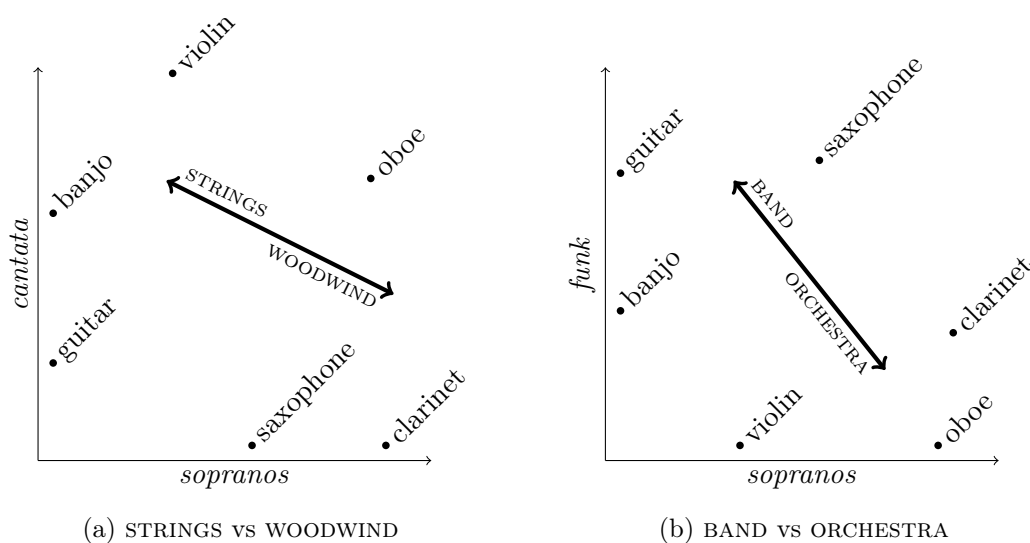 violin
oboe
banjo
STRINGS
WOODWIND
cantata
guitar
saxophone
clarinet
sopranos
(a) STRINGS vs WOODWIND
saxophone
guitar
BAND
funk
banjo
ORCHESTRA
clarinet
violin
oboe
sopranos
(b) BAND vs ORCHESTRA